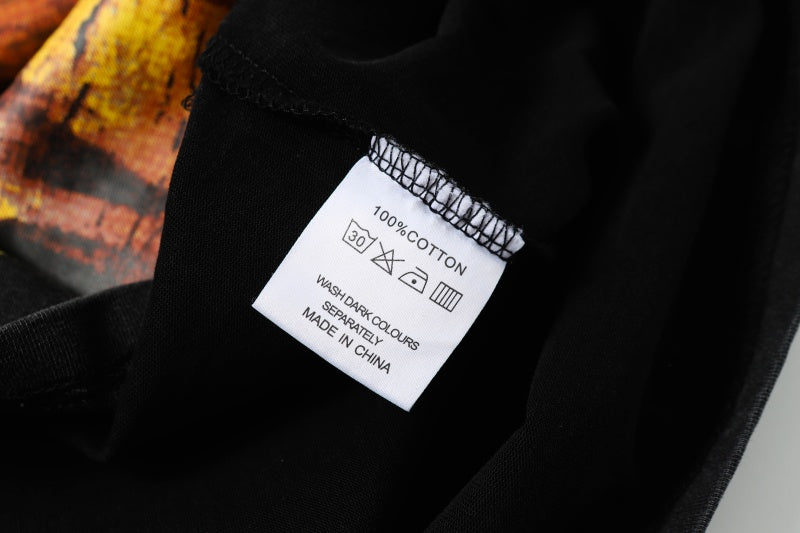 100%COTTON
30
WASH DARK COLOURS
SEPARATELY
MADE IN CHINA